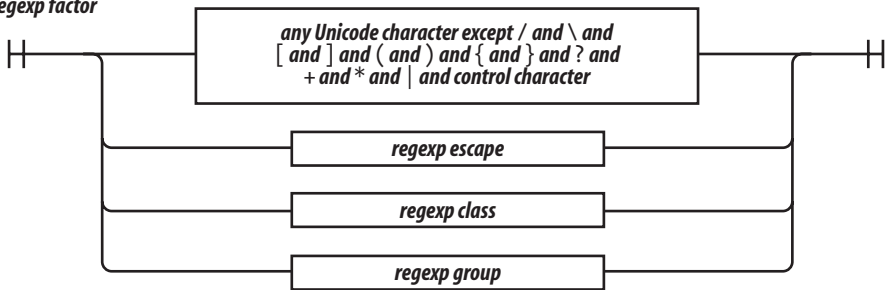 egexp factor
any Unicode character except / and \ and
[ and ] and ( and ) and { and } and ? and
+ and * and | and control character
regexp escape
regexp class
regexp group